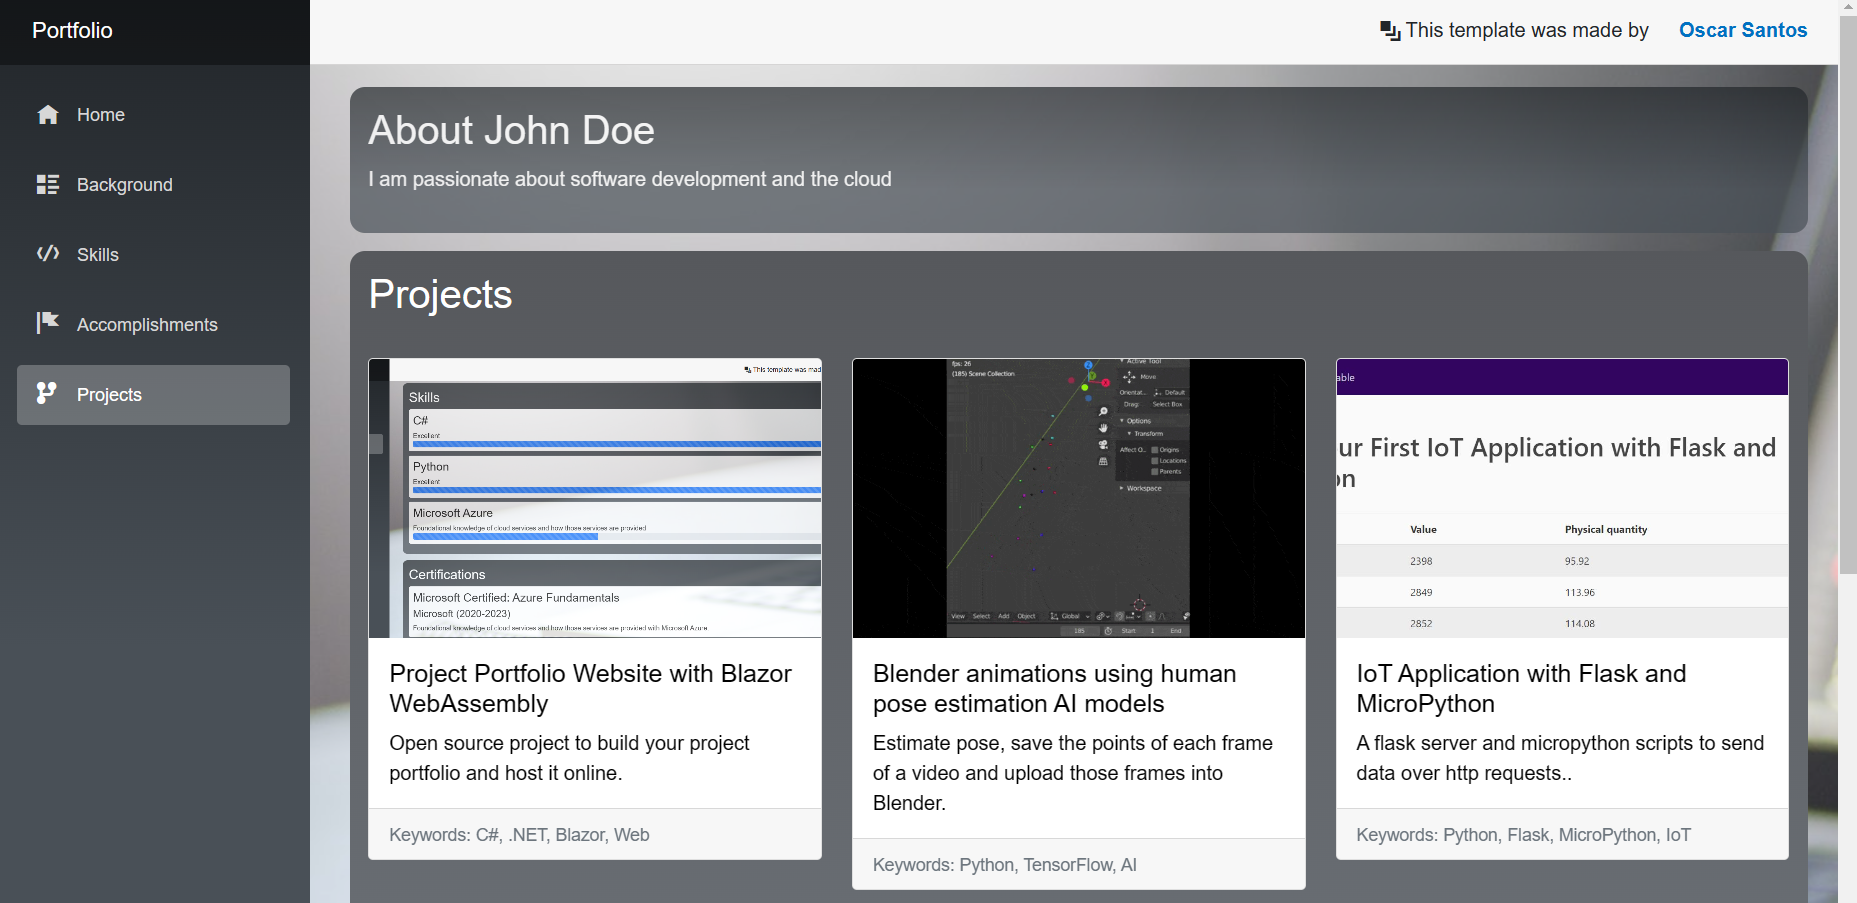 Portfolio
This template was made by Oscar Santos
Home
Background
Skills
Accomplishments
Projects
About John Doe
I am passionate about software development and the cloud
Projects
This template was mad
Skills
C#
Excellent
Python
Excellent
Microsoft Azure
Foundational knowledge of cloud services and how those services are provided
Certifications
Microsoft Certified: Azure Fundamentals
Microsoft (2020-2023)
Foundational knowledge of cloud services and how those services are provided with Microsoft Azure
Project Portfolio Website with Blazor
WebAssembly
Open source project to build your project
portfolio and host it online.
Keywords: C#, .NET, Blazor, Web
fps: 26
(185) Scene Collection
Z
Active Tool
Move
Orientat... Default
Drag: Select Box
Options
Transform
Affect O... Origins
Locations
Parents
Workspace
View Select Add Object Global
185 Start 1 End
Blender animations using human
pose estimation AI models
Estimate pose, save the points of each frame
of a video and upload those frames into
Blender.
Keywords: Python, TensorFlow, AI
able
ur First IoT Application with Flask and
on
Value Physical quantity
2398 95.92
2849 113.96
2852 114.08
IoT Application with Flask and
MicroPython
A flask server and micropython scripts to send
data over http requests..
Keywords: Python, Flask, MicroPython, IoT